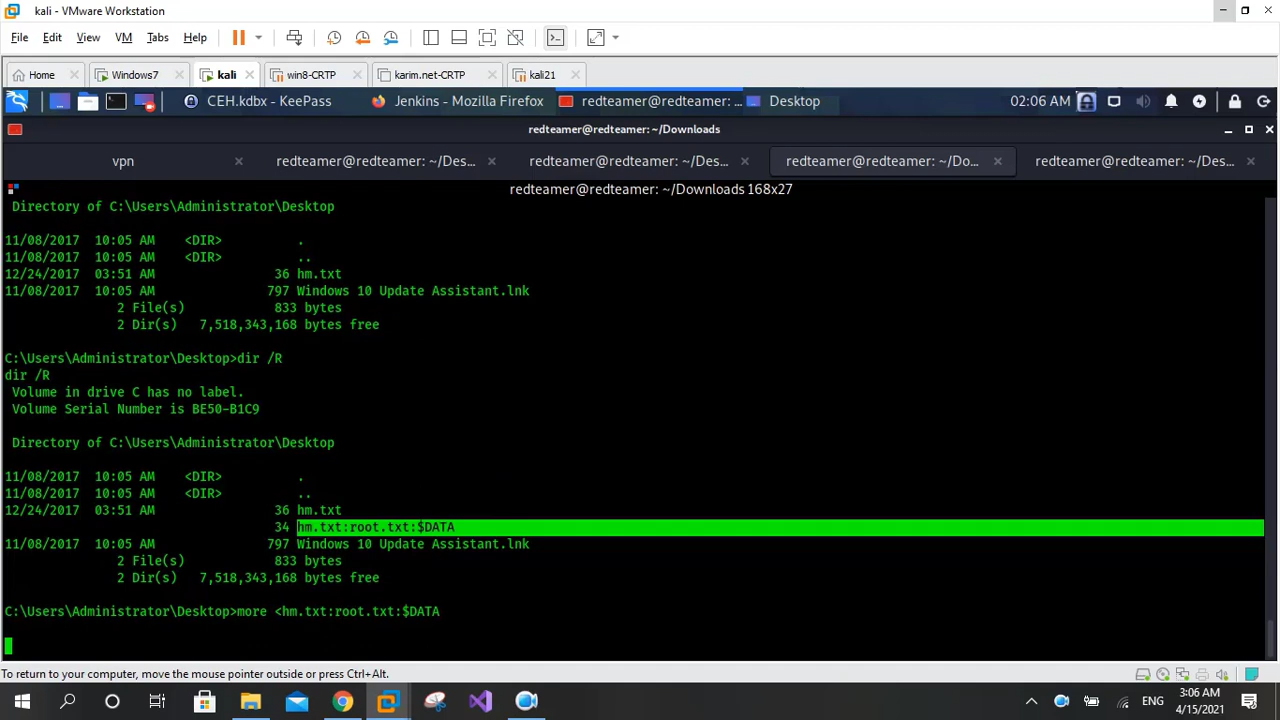 kali - VMware Workstation
File Edit View VM Tabs Help
Home Windows7 kali win8-CRTP karim.net-CRTP kali21
CEH.kdbx - KeePass Jenkins - Mozilla Firefox redteamer@redteamer: ... Desktop 02:06 AM
redteamer@redteamer: ~/Downloads
vpn redteamer@redteamer: ~/Des... redteamer@redteamer: ~/Des... redteamer@redteamer: ~/Do... redteamer@redteamer: ~/Des...
redteamer@redteamer: ~/Downloads 168x27
Directory of C:\Users\Administrator\Desktop
11/08/2017 10:05 AM <DIR> .
11/08/2017 10:05 AM <DIR> ..
12/24/2017 03:51 AM 36 hm.txt
11/08/2017 10:05 AM 797 Windows 10 Update Assistant.lnk
2 File(s) 833 bytes
2 Dir(s) 7,518,343,168 bytes free
C:\Users\Administrator\Desktop>dir /R
dir /R
Volume in drive C has no label.
Volume Serial Number is BE50-B1C9
Directory of C:\Users\Administrator\Desktop
11/08/2017 10:05 AM <DIR> .
11/08/2017 10:05 AM <DIR> ..
12/24/2017 03:51 AM 36 hm.txt
34 hm.txt:root.txt:$DATA
11/08/2017 10:05 AM 797 Windows 10 Update Assistant.lnk
2 File(s) 833 bytes
2 Dir(s) 7,518,343,168 bytes free
C:\Users\Administrator\Desktop>more <hm.txt:root.txt:$DATA
To return to your computer, move the mouse pointer outside or press Ctrl+Alt.
ENG 3:06 AM
4/15/2021